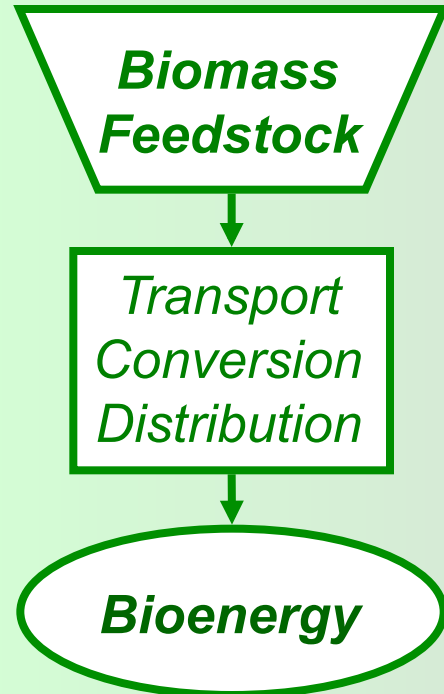 Biomass
Feedstock
Transport
Conversion
Distribution
Bioenergy